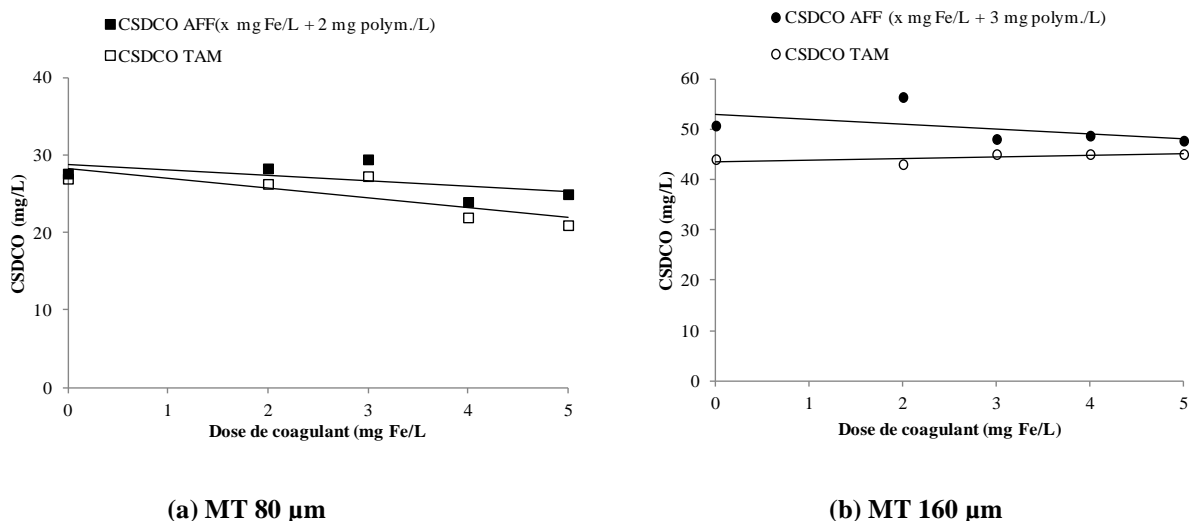 CSDCO AFF(x mg Fe/L + 2 mg polym./L)
CSDCO TAM
40
30
20
10
0
CSDCO (mg/L)
0 1 2 3 4 5
Dose de coagulant (mg Fe/L
(a) MT 80 µm
CSDCO AFF (x mg Fe/L + 3 mg polym./L)
CSDCO TAM
60
50
40
30
20
10
0
CSDCO (mg/L)
0 1 2 3 4 5
Dose de coagulant (mg Fe/L)
(b) MT 160 µm